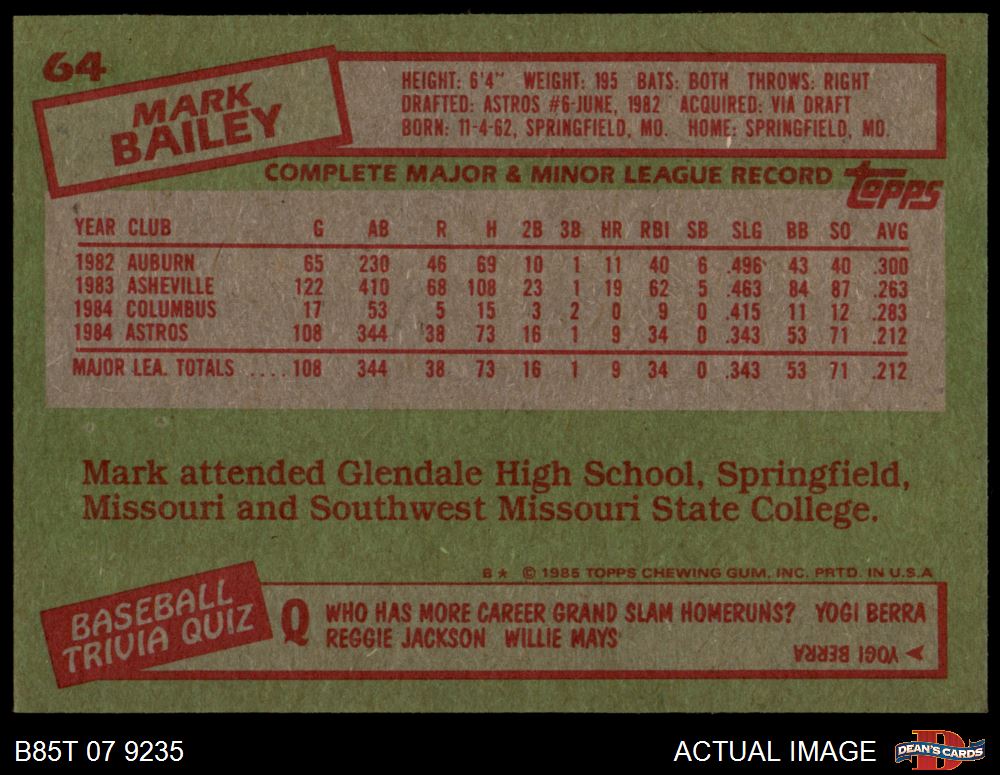 64
MARK
BAILEY
HEIGHT: 6'4" WEIGHT: 195 BATS: BOTH THROWS: RIGHT
DRAFTED: ASTROS #6-JUNE, 1982 ACQUIRED: VIA DRAFT
BORN: 11-4-62, SPRINGFIELD, MO. HOME: SPRINGFIELD, MO.
COMPLETE MAJOR & MINOR LEAGUE RECORD
topps
YEAR CLUB G AB R H 2B 3B HR RBI SB SLG BB SO AVG
1982 AUBURN 65 230 46 69 10 1 11 40 6 .496 43 40 .300
1983 ASHEVILLE 122 410 68 108 23 1 19 62 5 .463 84 87 .263
1984 COLUMBUS 17 53 5 15 3 2 0 9 0 .415 11 12 .283
1984 ASTROS 108 344 38 73 16 1 9 34 0 .343 53 71 .212
MAJOR LEA. TOTALS ....108 344 38 73 16 1 9 34 0 .343 53 71 .212
Mark attended Glendale High School, Springfield,
Missouri and Southwest Missouri State College.
B* © 1985 TOPPS CHEWING GUM, INC. PRTD. IN U.S.A
BASEBALL
TRIVIA QUIZ
Q WHO HAS MORE CAREER GRAND SLAM HOMERUNS? YOGI BERRA
REGGIE JACKSON WILLIE MAYS
YOGI BERRA
B85T 07 9235
ACTUAL IMAGE
D
DEAN'S CARDS